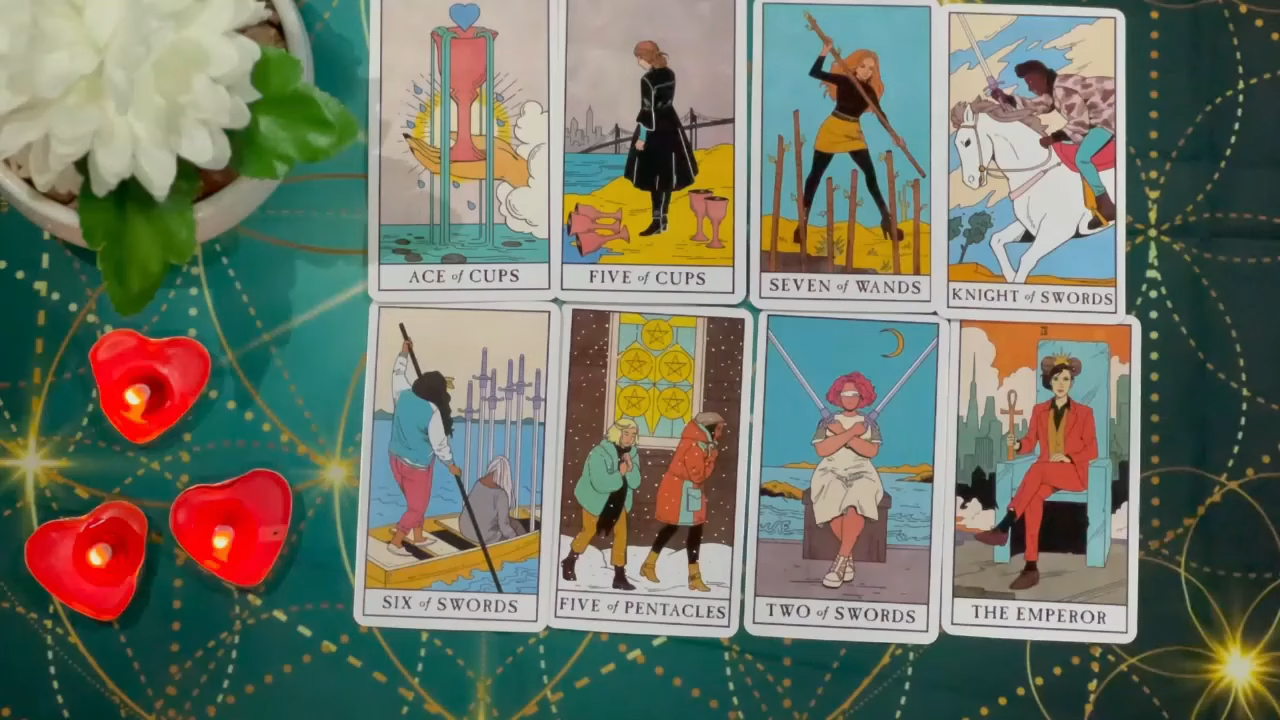 ACE of CUPS
FIVE of CUPS
SEVEN of WANDS
KNIGHT of SWORDS
SIX of SWORDS
FIVE of PENTACLES
TWO of SWORDS
THE EMPEROR